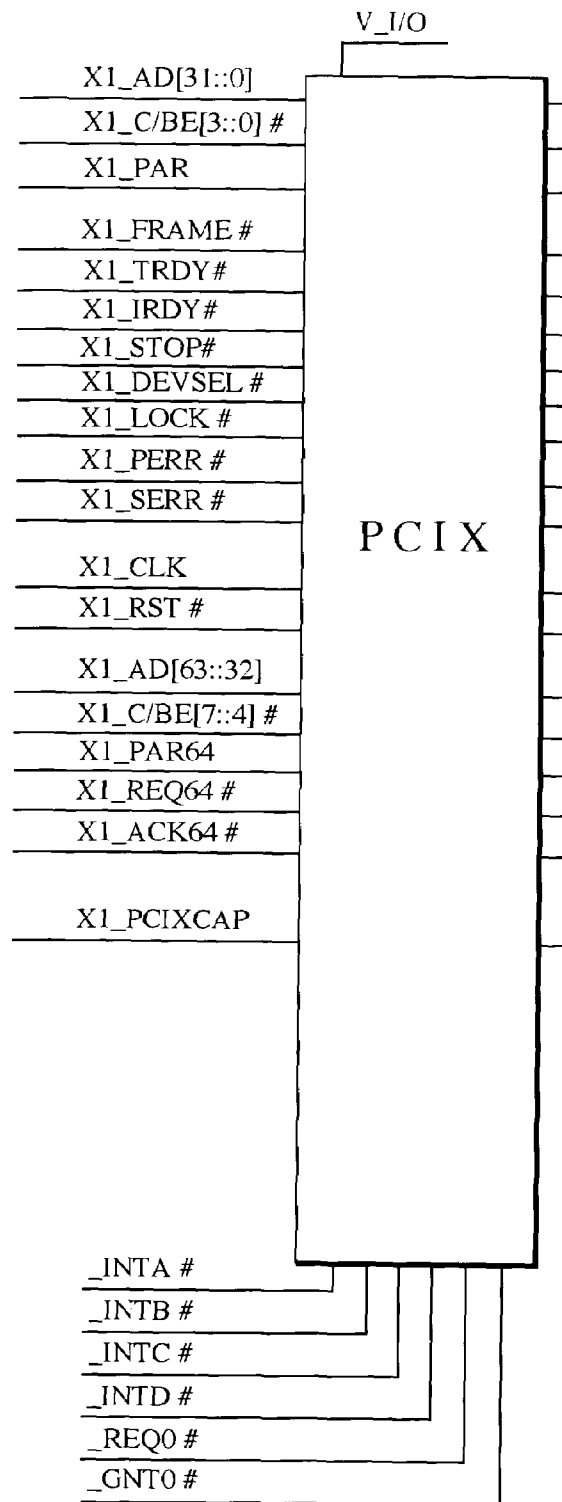 V_I/O
X1_AD[31::0]
X1_C/BE[3::0] #
X1_PAR
X1_FRAME #
X1_TRDY#
X1_IRDY#
X1_STOP#
X1_DEVSEL #
X1_LOCK #
X1_PERR #
X1_SERR #
PCIX
X1_CLK
X1_RST #
X1_AD[63::32]
X1_C/BE[7::4] #
X1_PAR64
X1_REQ64 #
X1_ACK64 #
X1_PCIXCAP
_INTA #
_INTB #
_INTC #
_INTD #
_REQ0 #
_GNT0 #